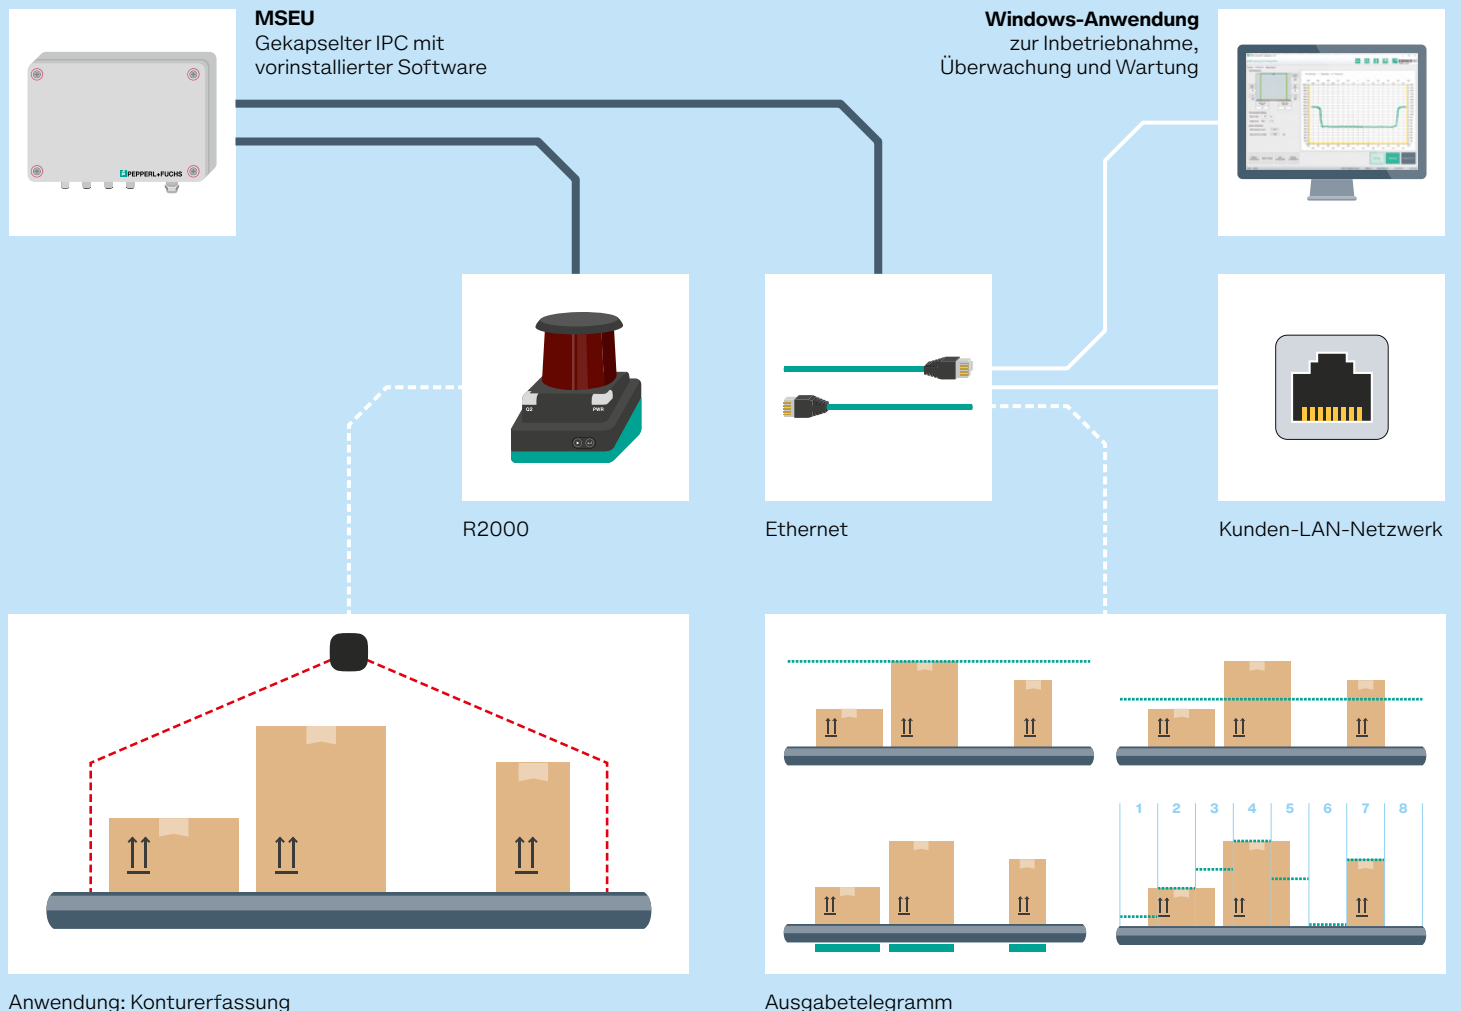 MSEU
Gekapselter IPC mit
vorinstallierter Software
Windows-Anwendung
zur Inbetriebnahme,
Überwachung und Wartung
PEPPERL+FUCHS
Q2
PWR
R2000
Ethernet
Kunden-LAN-Netzwerk
1 2 3 4 5 6 7 8
Anwendung: Konturerfassung
Ausgabetelegramm